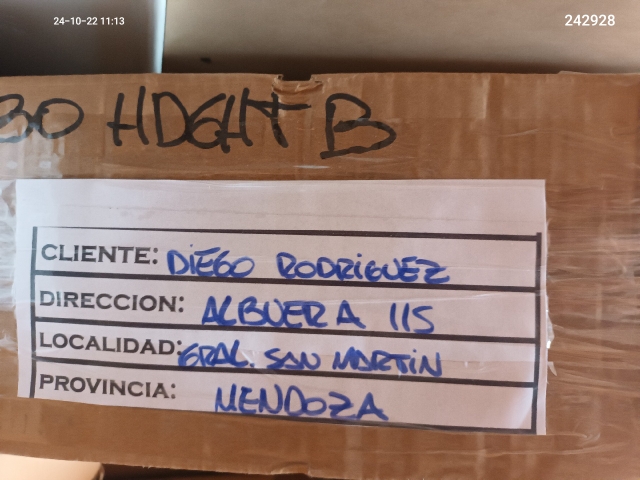 24-10-22 11:13
242928
30 HDGHT B
CLIENTE: DIEGO RODRIGUEZ
DIRECCION: ALBUERA 115
LOCALIDAD: GRAL. SAN MARTIN
PROVINCIA: MENDOZA